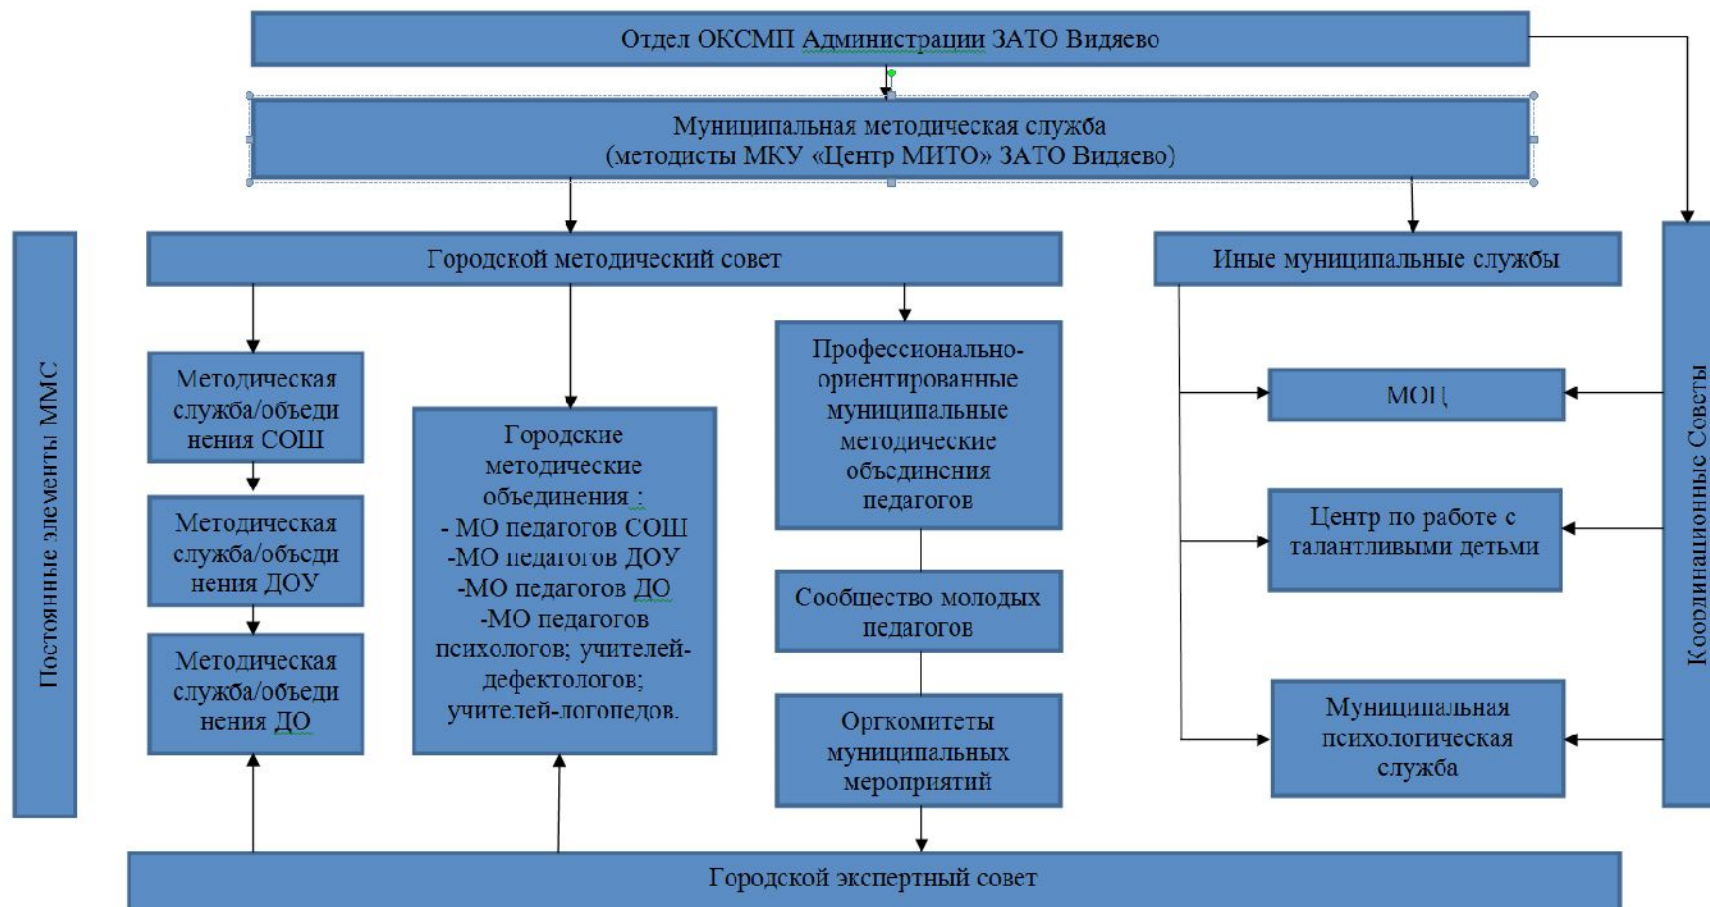 Отдел ОКСМП Администрации ЗАТО Видяево
Муниципальная методическая служба
(методисты МКУ «Центр МИТО» ЗАТО Видяево)
Постоянные элементы ММС
Городской методический совет
Иные муниципальные службы
Координационные Советы
Методическая
служба/объеди
нения СОШ
Методическая
служба/объеди
нения ДОУ
Методическая
служба/объеди
нения ДО
Городские
методические
объединения :
- МО педагогов СОШ
-МО педагогов ДОУ
-МО педагогов ДО
-МО педагогов
психологов; учителей-
дефектологов;
учителей-логопедов.
Профессионально-
ориентированные
муниципальные
методические
объединения
педагогов
Сообщество молодых
педагогов
Оргкомитеты
муниципальных
мероприятий
МОЦ
Центр по работе с
талантливыми детьми
Муниципальная
психологическая
служба
Городской экспертный совет